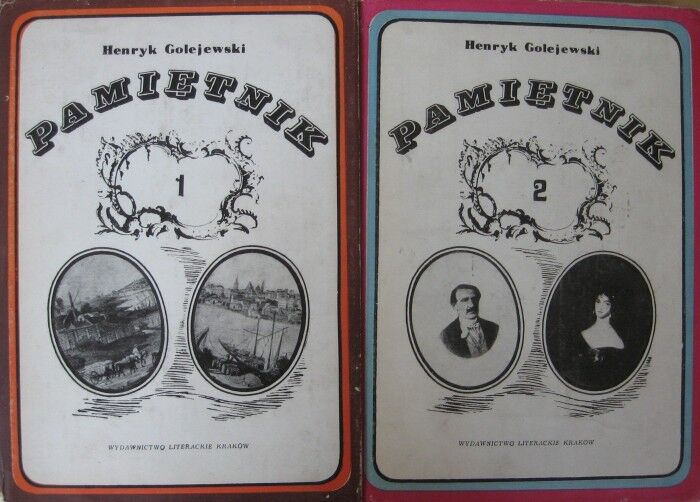 Henryk Golejewski
PAMIĘTNIK
1
WYDAWNICTWO LITERACKIE KRAKÓW
Henryk Golejewski
PAMIĘTNIK
2
WYDAWNICTWO LITERACKIE KRAKÓW